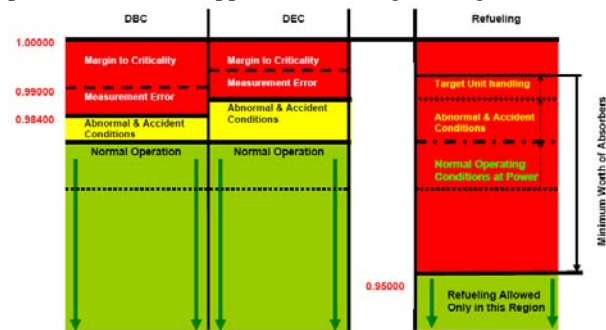 DBC
DEC
Refueling
1.00000
Margin to Criticality
Margin to Criticality
Measurement Error
Target Unit handling
0.99000
Measurement Error
0.98400
Abnormal & Accident
Conditions
Abnormal & Accident
Conditions
Abnormal & Accident
Conditions
Normal Operation
Normal Operation
Normal Operating
Conditions at Power
Minimum Worth of Absorbers
0.95000
Refueling Allowed
Only in this Region